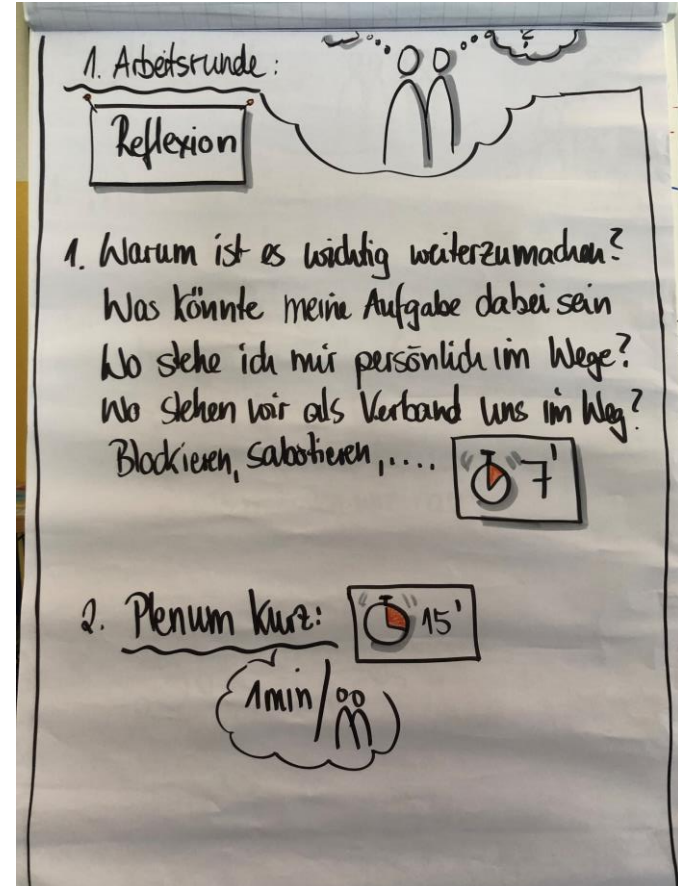 1. Arbeitsrunde:
?
Reflexion
1. Warum ist es wichtig weiterzumachen?
Was könnte meine Aufgabe dabei sein
Wo stehe ich mir persönlich im Wege?
Wo stehen wir als Verband uns im Weg?
Blockieren, sabotieren,....
7'
2. Plenum kurz:
15'
1min/